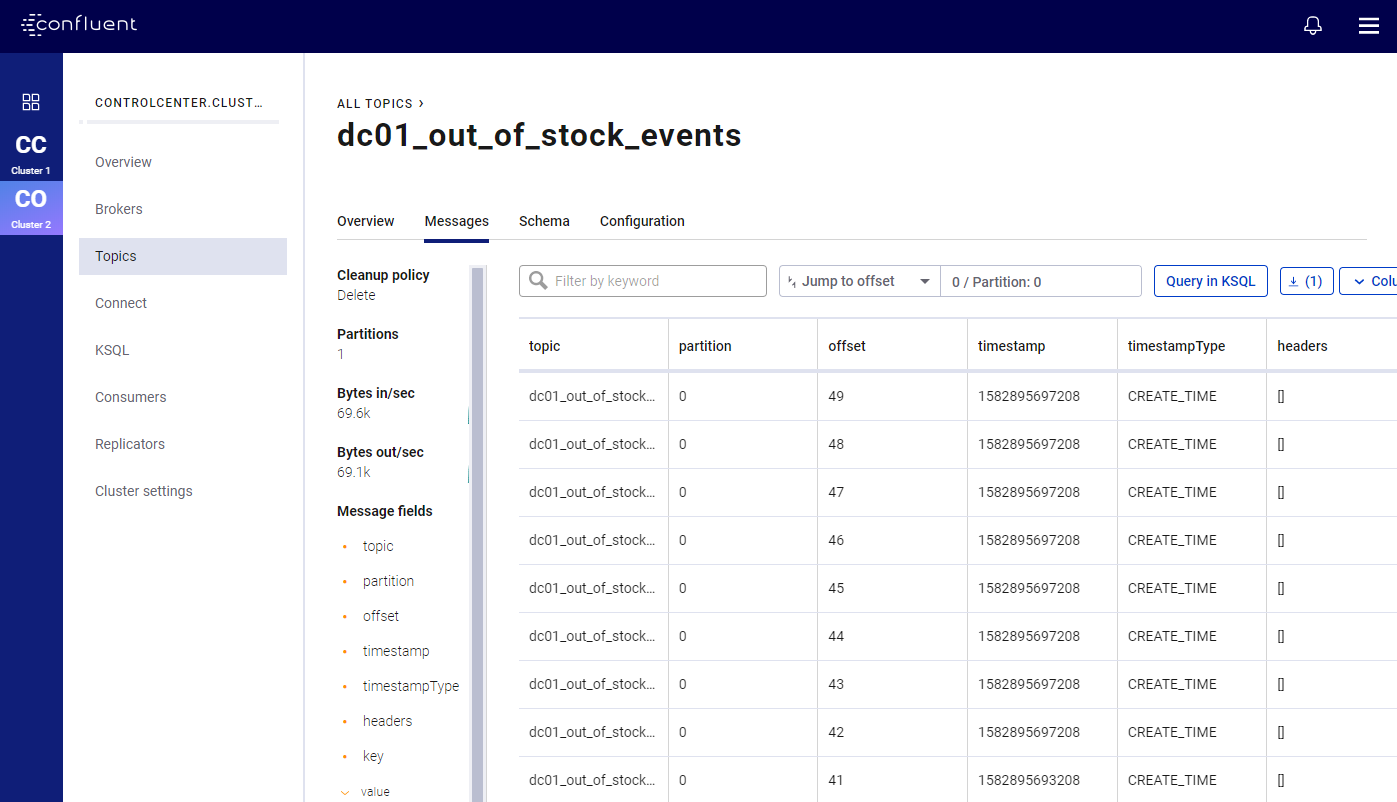 confluent
CC
Cluster 1
CO
Cluster 2
CONTROLCENTER.CLUST...
Overview
Brokers
Topics
Connect
KSQL
Consumers
Replicators
Cluster settings
ALL TOPICS ›
dc01_out_of_stock_events
Overview Messages Schema Configuration
Cleanup policy
Delete
Partitions
1
Bytes in/sec
69.6k
Bytes out/sec
69.1k
Message fields
topic
partition
offset
timestamp
timestampType
headers
key
value
Filter by keyword Jump to offset 0 / Partition: 0 Query in KSQL (1) Colu
topic partition offset timestamp timestampType headers
dc01_out_of_stock... 0 49 1582895697208 CREATE_TIME []
dc01_out_of_stock... 0 48 1582895697208 CREATE_TIME []
dc01_out_of_stock... 0 47 1582895697208 CREATE_TIME []
dc01_out_of_stock... 0 46 1582895697208 CREATE_TIME []
dc01_out_of_stock... 0 45 1582895697208 CREATE_TIME []
dc01_out_of_stock... 0 44 1582895697208 CREATE_TIME []
dc01_out_of_stock... 0 43 1582895697208 CREATE_TIME []
dc01_out_of_stock... 0 42 1582895697208 CREATE_TIME []
dc01_out_of_stock... 0 41 1582895693208 CREATE_TIME []